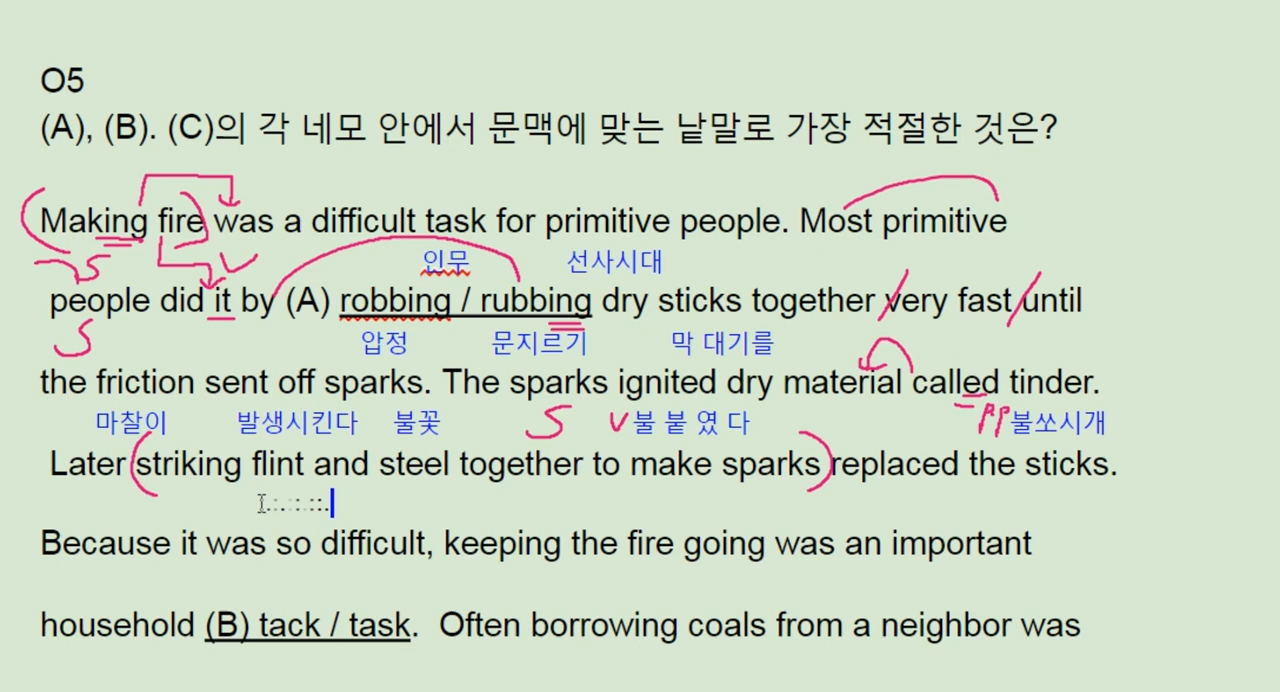 O5
(A), (B). (C)의 각 네모 안에서 문맥에 맞는 낱말로 가장 적절한 것은?
Making fire was a difficult task for primitive people. Most primitive
S V 인무 선사시대
people did it by (A) robbing / rubbing dry sticks together very fast until
S 압정 문지르기 막 대기를
the friction sent off sparks. The sparks ignited dry material called tinder.
마찰이 발생시킨다 불꽃 S V 불 붙 였 다 PP 불쏘시개
Later striking flint and steel together to make sparks replaced the sticks.
Because it was so difficult, keeping the fire going was an important
household (B) tack / task. Often borrowing coals from a neighbor was